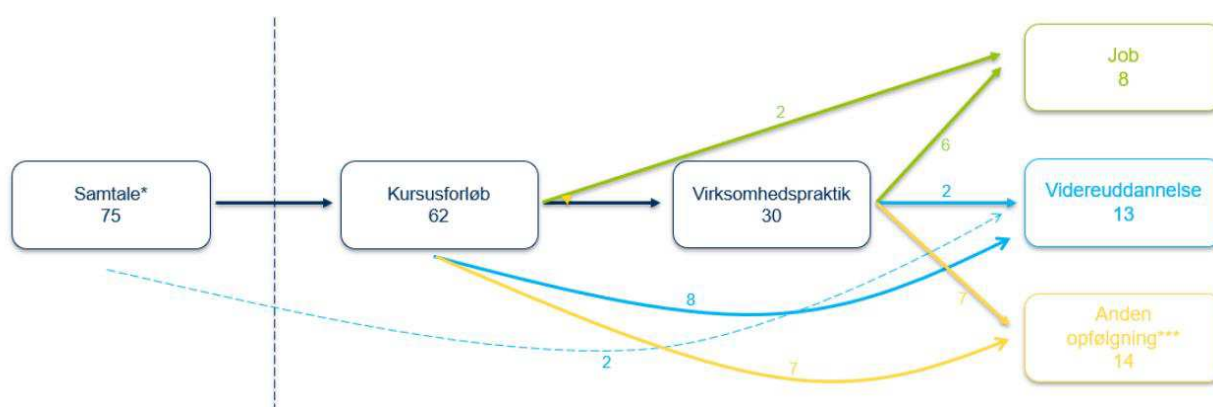 Job
8
2
6
Samtale*
75
Kursusforløb
62
Virksomhedspraktik
30
2
Videreuddannelse
13
8
7
2
7
Anden
opfølgning***
14